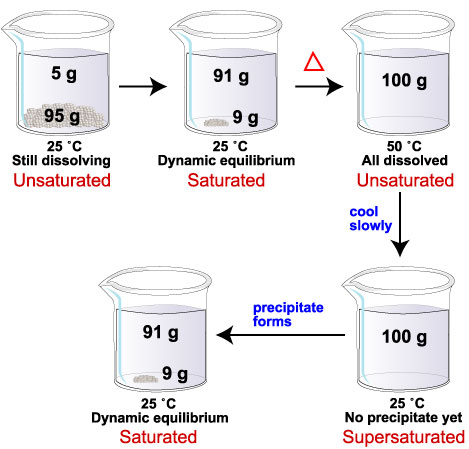 5 g
95 g
25 ˚C
Still dissolving
Unsaturated
91 g
9 g
25 ˚C
Dynamic equilibrium
Saturated
Δ
100 g
50 ˚C
All dissolved
Unsaturated
cool
slowly
100 g
25 ˚C
No precipitate yet
Supersaturated
precipitate
forms
91 g
9 g
25 ˚C
Dynamic equilibrium
Saturated